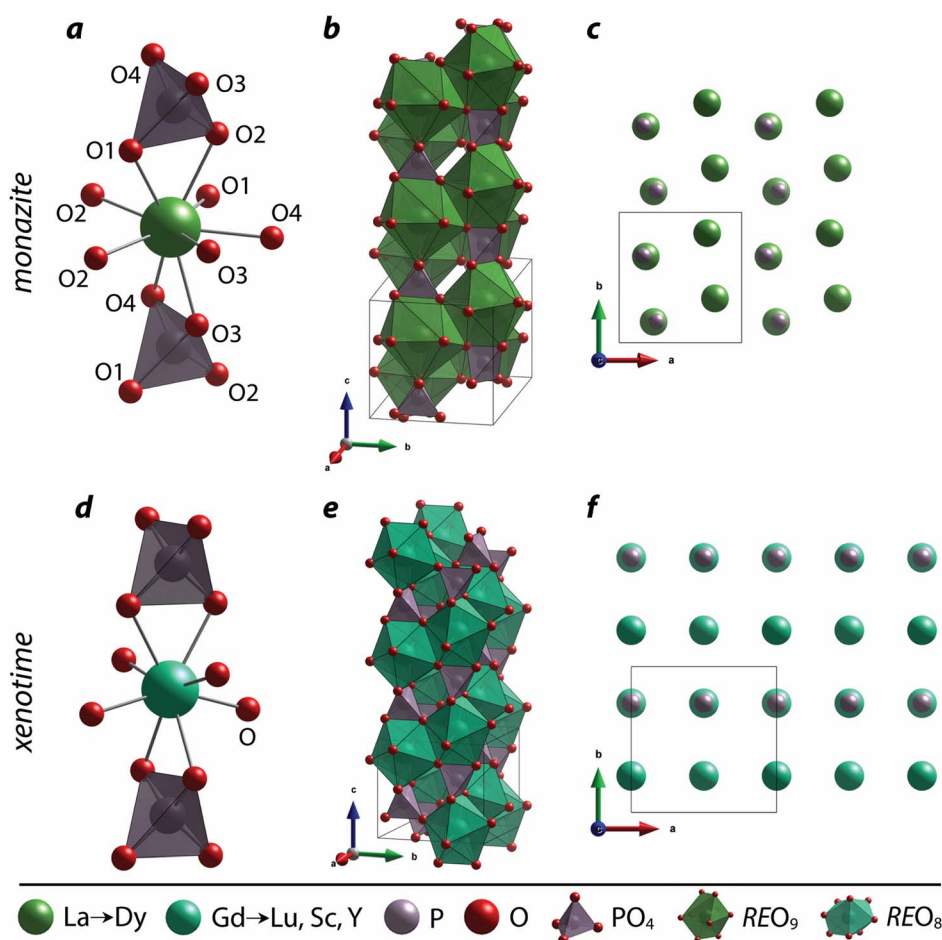 a
b
c
monazite
O4
O3
O1
O2
O1
O2
O4
O2
O3
O4
O3
O1
O2
c
b
a
b
c
a
d
e
f
xenotime
O
c
b
a
b
c
a
La→Dy
Gd→Lu, Sc, Y
P
O
PO₄
REO₉
REO₈